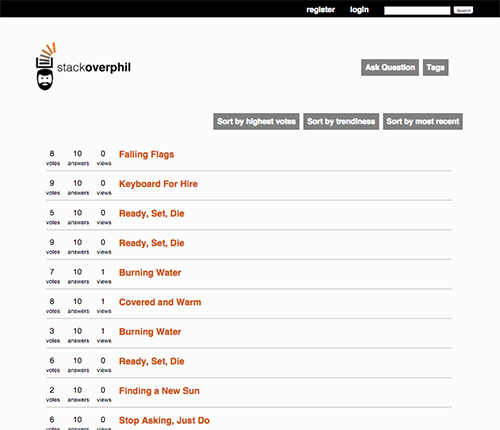 register login Search
stackoverphil
Ask Question Tags
Sort by highest votes Sort by trendiness Sort by most recent
8 10 0 Falling Flags
votes answers views
9 10 0 Keyboard For Hire
votes answers views
5 10 0 Ready, Set, Die
votes answers views
9 10 0 Ready, Set, Die
votes answers views
7 10 1 Burning Water
votes answers views
8 10 1 Covered and Warm
votes answers views
3 10 1 Burning Water
votes answers views
6 10 0 Ready, Set, Die
votes answers views
2 10 0 Finding a New Sun
votes answers views
6 10 0 Stop Asking, Just Do
votes answers views